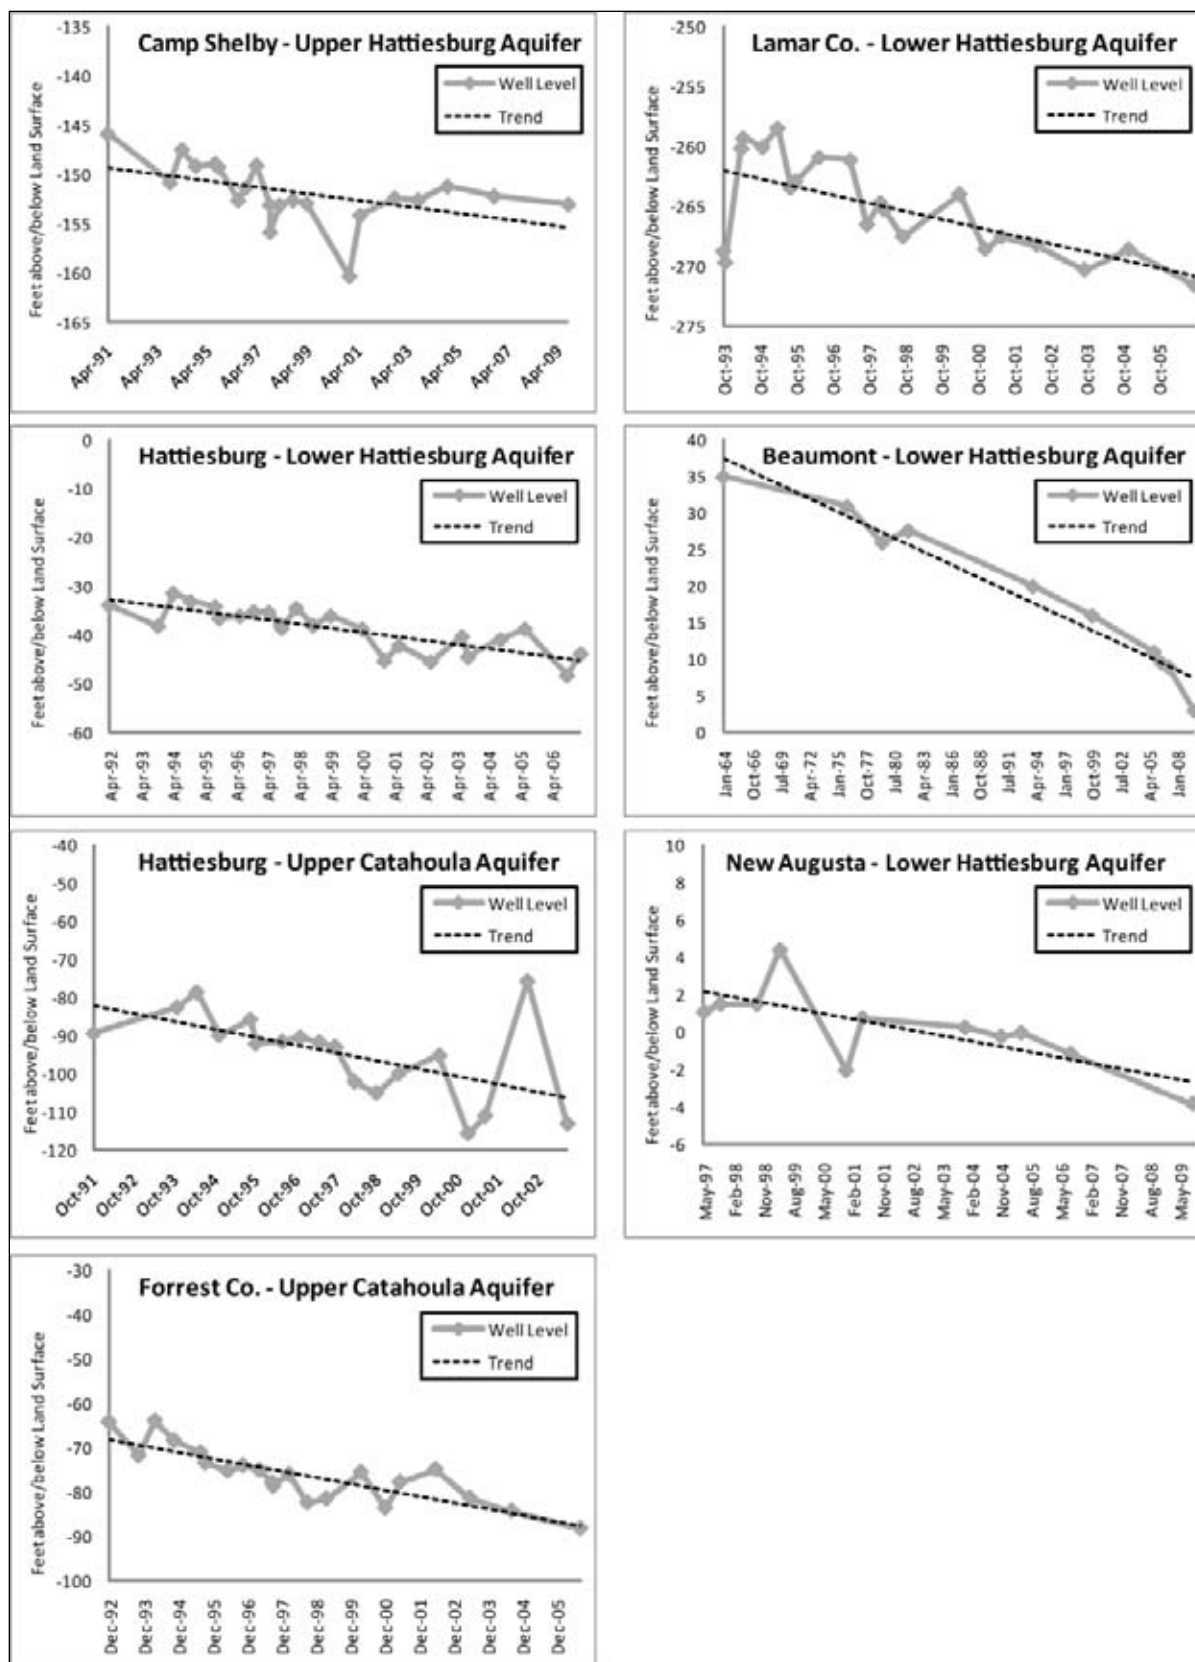 Camp Shelby - Upper Hattiesburg Aquifer
Well Level
Trend
Feet above/below Land Surface
-135
-140
-145
-150
-155
-160
-165
Apr-91
Apr-93
Apr-95
Apr-97
Apr-99
Apr-01
Apr-03
Apr-05
Apr-07
Apr-09
Lamar Co. - Lower Hattiesburg Aquifer
Well Level
Trend
Feet above/below Land Surface
-250
-255
-260
-265
-270
-275
Oct-93
Oct-94
Oct-95
Oct-96
Oct-97
Oct-98
Oct-99
Oct-00
Oct-01
Oct-02
Oct-03
Oct-04
Oct-05
Hattiesburg - Lower Hattiesburg Aquifer
Well Level
Trend
Feet above/below Land Surface
0
-10
-20
-30
-40
-50
-60
Apr-92
Apr-93
Apr-94
Apr-95
Apr-96
Apr-97
Apr-98
Apr-99
Apr-00
Apr-01
Apr-02
Apr-03
Apr-04
Apr-05
Apr-06
Beaumont - Lower Hattiesburg Aquifer
Well Level
Trend
Feet above/below Land Surface
40
35
30
25
20
15
10
5
0
Jan-64
Oct-66
Jul-69
Apr-72
Jan-75
Oct-77
Jul-80
Apr-83
Jan-86
Oct-88
Jul-91
Apr-94
Jan-97
Oct-99
Jul-02
Apr-05
Jan-08
Hattiesburg - Upper Catahoula Aquifer
Well Level
Trend
Feet above/below Land Surface
-40
-50
-60
-70
-80
-90
-100
-110
-120
Oct-91
Oct-92
Oct-93
Oct-94
Oct-95
Oct-96
Oct-97
Oct-98
Oct-99
Oct-00
Oct-01
Oct-02
New Augusta - Lower Hattiesburg Aquifer
Well Level
Trend
Feet above/below Land Surface
10
8
6
4
2
0
-2
-4
-6
May-97
Feb-98
Nov-98
Aug-99
May-00
Feb-01
Nov-01
Aug-02
May-03
Feb-04
Nov-04
Aug-05
May-06
Feb-07
Nov-07
Aug-08
May-09
Forrest Co. - Upper Catahoula Aquifer
Well Level
Trend
Feet above/below Land Surface
-30
-40
-50
-60
-70
-80
-90
-100
Dec-92
Dec-93
Dec-94
Dec-95
Dec-96
Dec-97
Dec-98
Dec-99
Dec-00
Dec-01
Dec-02
Dec-03
Dec-04
Dec-05